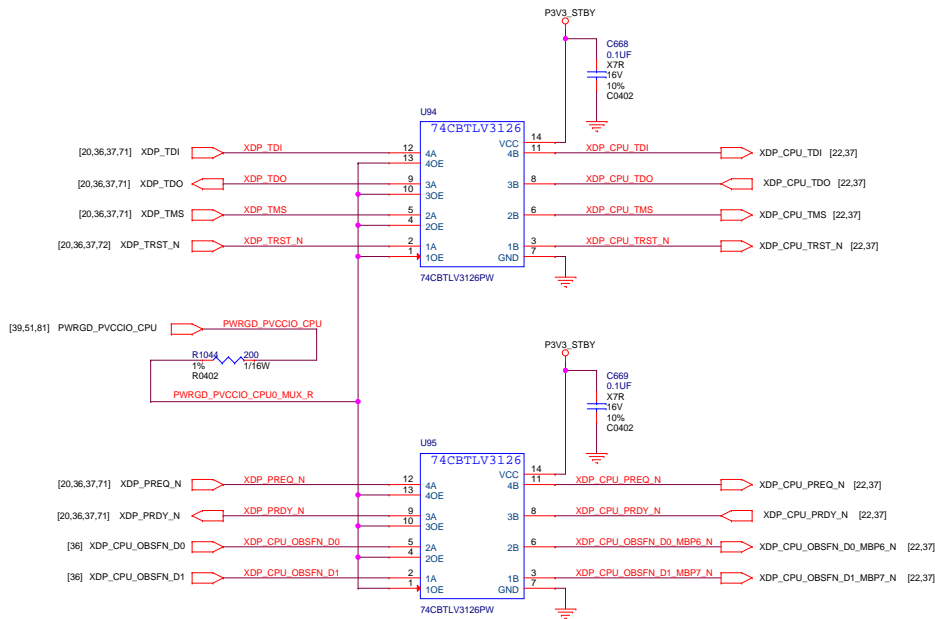 P3V3_STBY
C668
0.1UF
X7R
16V
10%
C0402
U94
74CBTLV3126
14
VCC
[20,36,37,71] XDP_TDI XDP_TDI 12 4A 4B 11 XDP_CPU_TDI XDP_CPU_TDI [22,37]
13 4OE
[20,36,37,71] XDP_TDO XDP_TDO 9 3A 3B 8 XDP_CPU_TDO XDP_CPU_TDO [22,37]
10 3OE
[20,36,37,71] XDP_TMS XDP_TMS 5 2A 2B 6 XDP_CPU_TMS XDP_CPU_TMS [22,37]
4 2OE
[20,36,37,72] XDP_TRST_N XDP_TRST_N 2 1A 1B 3 XDP_CPU_TRST_N XDP_CPU_TRST_N [22,37]
1 1OE GND 7
74CBTLV3126PW
[39,51,81] PWRGD_PVCCIO_CPU PWRGD_PVCCIO_CPU
R1044 200
1% 1/16W
R0402
PWRGD_PVCCIO_CPU0_MUX_R
P3V3_STBY
C669
0.1UF
X7R
16V
10%
C0402
U95
74CBTLV3126
14
VCC
[20,36,37,71] XDP_PREQ_N XDP_PREQ_N 12 4A 4B 11 XDP_CPU_PREQ_N XDP_CPU_PREQ_N [22,37]
13 4OE
[20,36,37,71] XDP_PRDY_N XDP_PRDY_N 9 3A 3B 8 XDP_CPU_PRDY_N XDP_CPU_PRDY_N [22,37]
10 3OE
[36] XDP_CPU_OBSFN_D0 XDP_CPU_OBSFN_D0 5 2A 2B 6 XDP_CPU_OBSFN_D0_MBP6_N XDP_CPU_OBSFN_D0_MBP6_N [22,37]
4 2OE
[36] XDP_CPU_OBSFN_D1 XDP_CPU_OBSFN_D1 2 1A 1B 3 XDP_CPU_OBSFN_D1_MBP7_N XDP_CPU_OBSFN_D1_MBP7_N [22,37]
1 1OE GND 7
74CBTLV3126PW